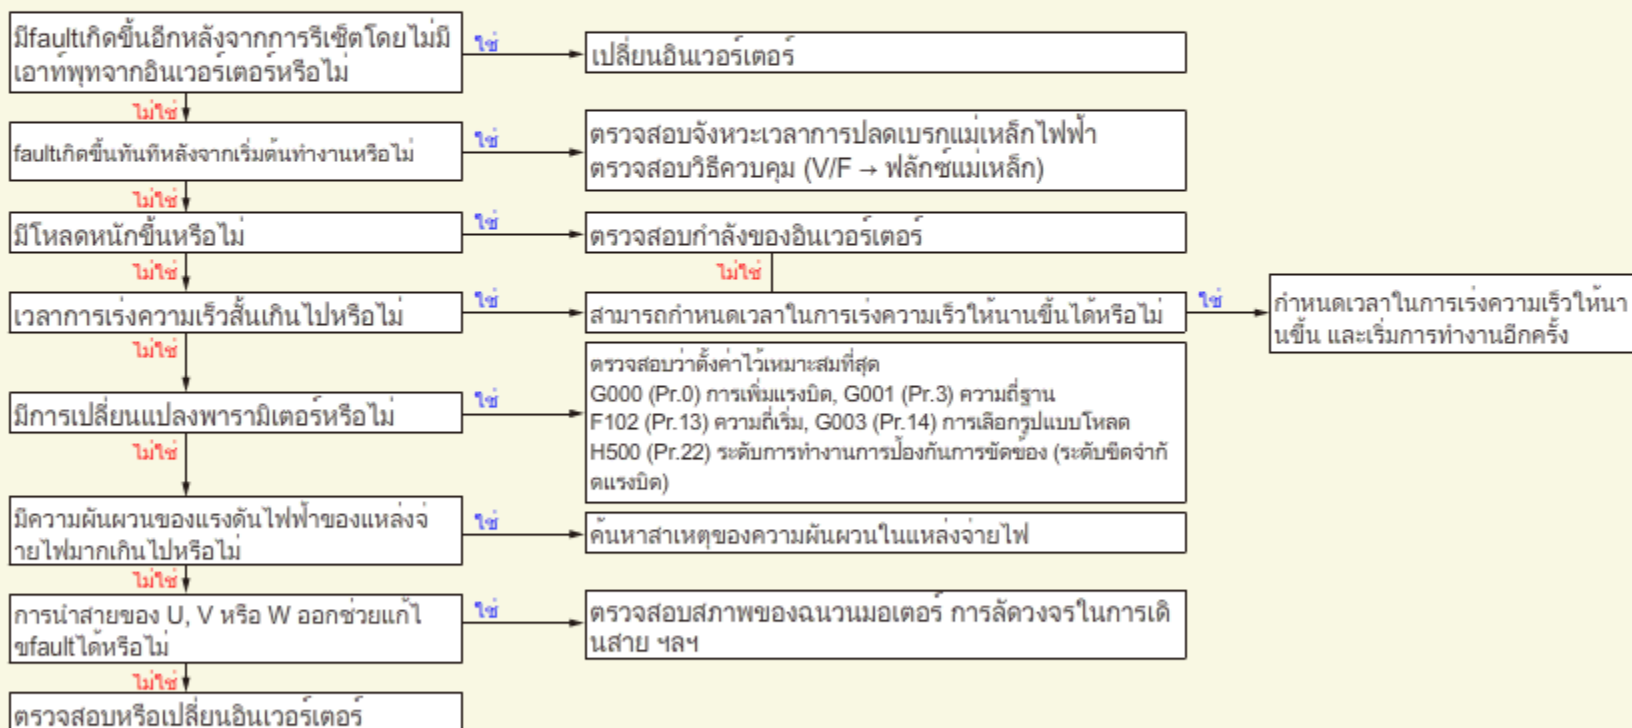 มีfaultเกิดขึ้นอีกหลังจากการรีเซ็ตโดยไม่มี
เอาท์พุทจากอินเวอร์เตอร์หรือไม่
ใช่
เปลี่ยนอินเวอร์เตอร์
ไม่ใช่
faultเกิดขึ้นทันทีหลังจากเริ่มต้นทำงานหรือไม่
ใช่
ตรวจสอบจังหวะเวลาการปลดเบรกแม่เหล็กไฟฟ้า
ตรวจสอบวิธีควบคุม (V/F → ฟลักซ์แม่เหล็ก)
ไม่ใช่
มีโหลดหนักขึ้นหรือไม่
ใช่
ตรวจสอบกำลังของอินเวอร์เตอร์
ไม่ใช่
ไม่ใช่
เวลาการเร่งความเร็วสั้นเกินไปหรือไม่
ใช่
สามารถกำหนดเวลาในการเร่งความเร็วให้นานขึ้นได้หรือไม่
ใช่
กำหนดเวลาในการเร่งความเร็วให้นา
นขึ้น และเริ่มการทำงานอีกครั้ง
ไม่ใช่
มีการเปลี่ยนแปลงพารามิเตอร์หรือไม่
ใช่
ตรวจสอบว่าตั้งค่าไว้เหมาะสมที่สุด
G000 (Pr.0) การเพิ่มแรงบิด, G001 (Pr.3) ความถี่ฐาน
F102 (Pr.13) ความถี่เริ่ม, G003 (Pr.14) การเลือกรูปแบบโหลด
H500 (Pr.22) ระดับการทำงานการป้องกันการขัดข้อง (ระดับขีดจำกั
ดแรงบิด)
ไม่ใช่
มีความผันผวนของแรงดันไฟฟ้าของแหล่งจ่
ายไฟมากเกินไปหรือไม่
ใช่
ค้นหาสาเหตุของความผันผวนในแหล่งจ่ายไฟ
ไม่ใช่
การนำสายของ U, V หรือ W ออกช่วยแก้ไ
ขfaultได้หรือไม่
ใช่
ตรวจสอบสภาพของฉนวนมอเตอร์ การลัดวงจรในการเดิ
นสาย ฯลฯ
ไม่ใช่
ตรวจสอบหรือเปลี่ยนอินเวอร์เตอร์